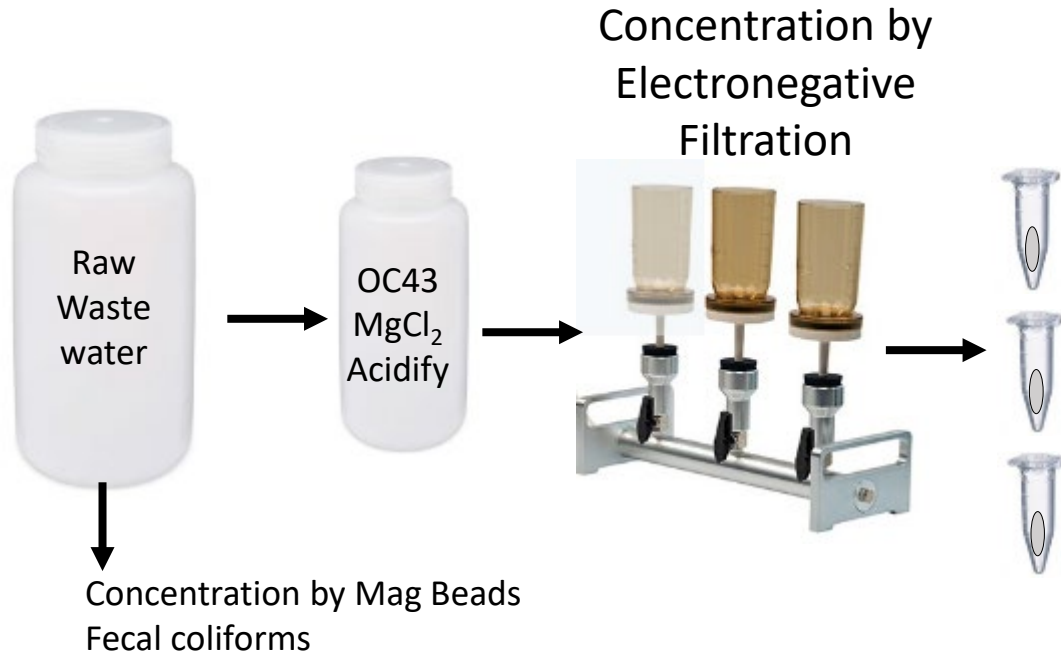 Concentration by
Electronegative
Filtration
Raw
Waste
water
OC43
MgCl₂
Acidify
Concentration by Mag Beads
Fecal coliforms